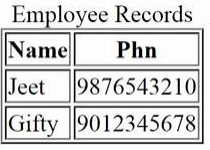 Employee Records
Name Phn
Jeet 9876543210
Gifty 9012345678